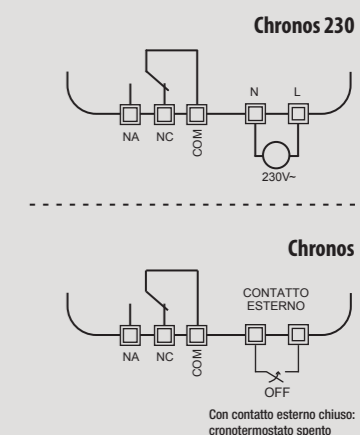 Chronos 230
N L
NA NC COM
230V~
Chronos
CONTATTO
ESTERNO
NA NC COM
OFF
Con contatto esterno chiuso:
cronotermostato spento